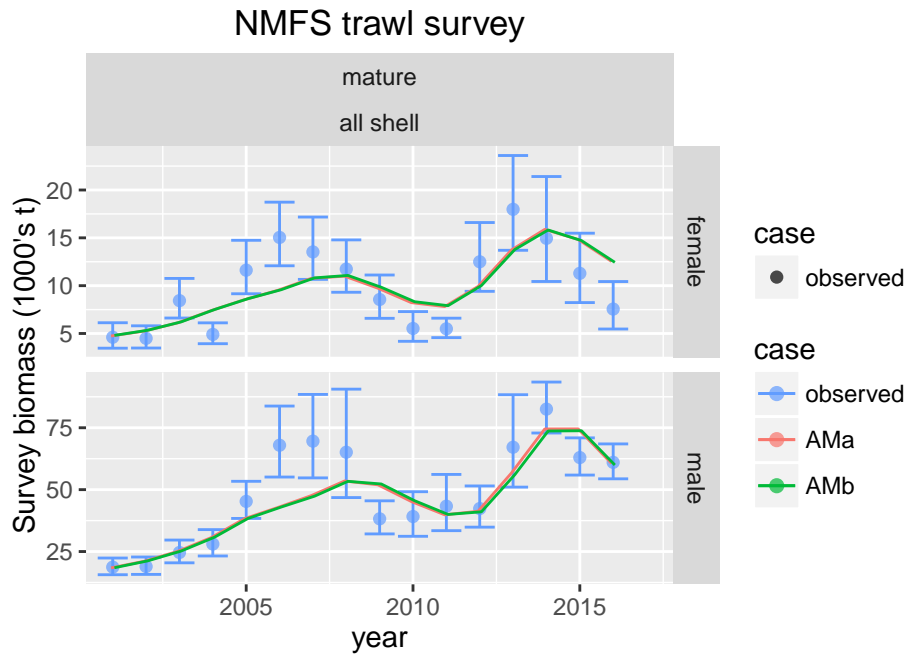 NMFS trawl survey
mature
all shell
Survey biomass (1000's t)
20
15
10
5
female
75
50
25
male
2005
2010
2015
year
case
observed
case
observed
AMa
AMb